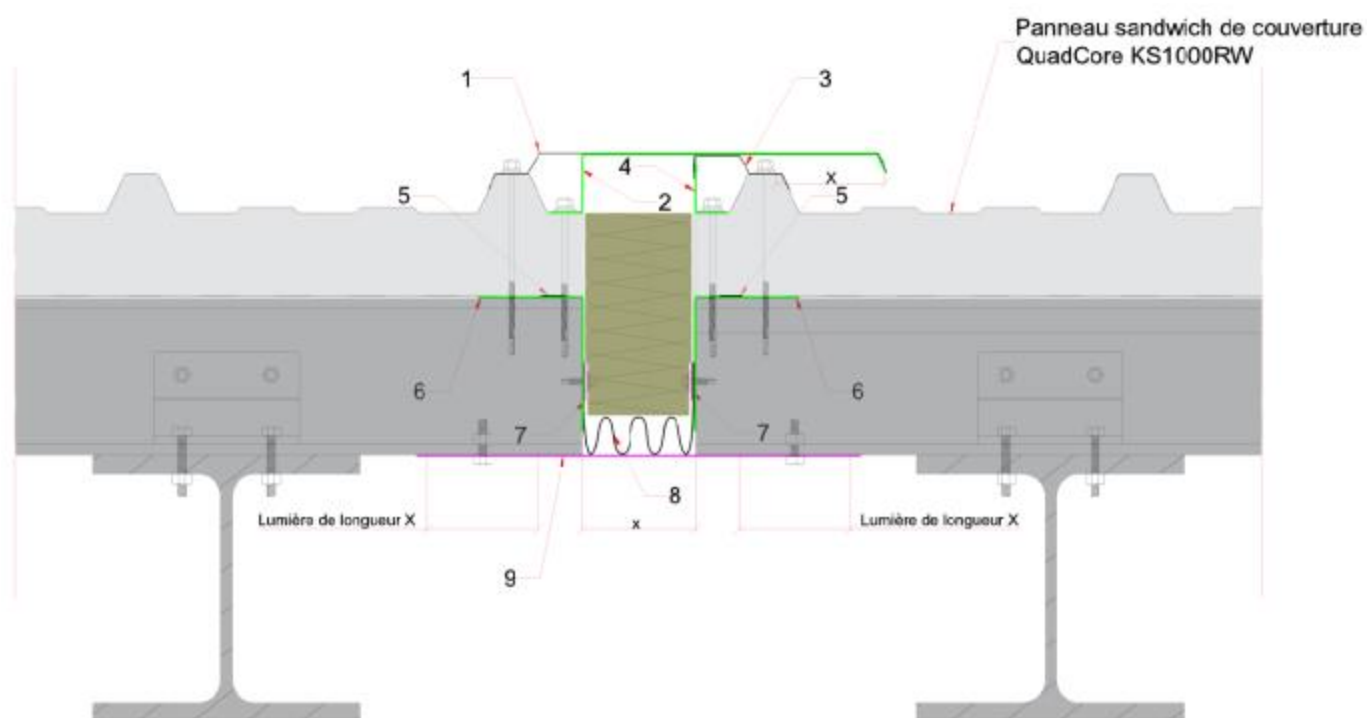 Panneau sandwich de couverture
QuadCore KS1000RW
1
3
4
x
5
2
5
6
6
7
7
8
Lumière de longueur X
x
Lumière de longueur X
9